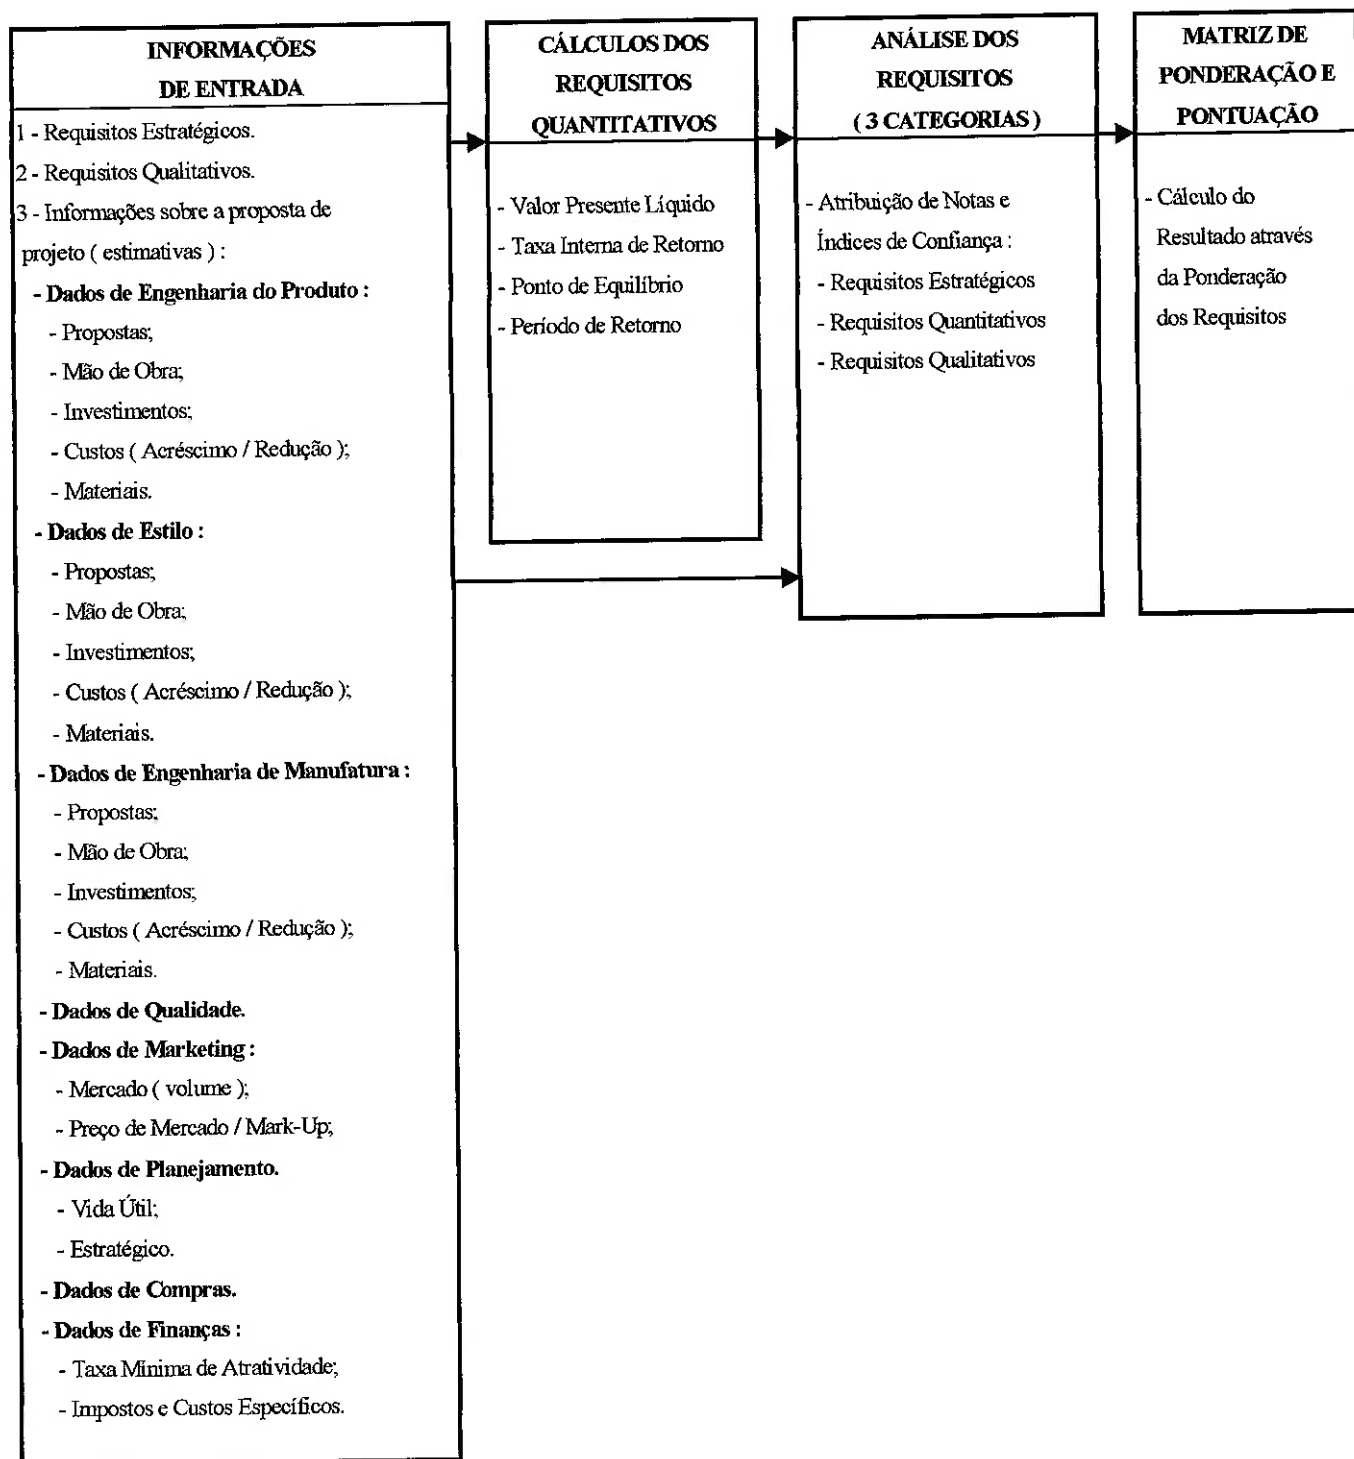 INFORMAÇÕES
DE ENTRADA
1 - Requisitos Estratégicos.
2 - Requisitos Qualitativos.
3 - Informações sobre a proposta de
projeto ( estimativas ) :
- Dados de Engenharia do Produto :
- Propostas;
- Mão de Obra;
- Investimentos;
- Custos ( Acréscimo / Redução );
- Materiais.
- Dados de Estilo :
- Propostas;
- Mão de Obra;
- Investimentos;
- Custos ( Acréscimo / Redução );
- Materiais.
- Dados de Engenharia de Manufatura :
- Propostas;
- Mão de Obra;
- Investimentos;
- Custos ( Acréscimo / Redução );
- Materiais.
- Dados de Qualidade.
- Dados de Marketing :
- Mercado ( volume );
- Preço de Mercado / Mark-Up;
- Dados de Planejamento.
- Vida Útil;
- Estratégico.
- Dados de Compras.
- Dados de Finanças :
- Taxa Mínima de Atratividade;
- Impostos e Custos Específicos.
CÁLCULOS DOS
REQUISITOS
QUANTITATIVOS
- Valor Presente Líquido
- Taxa Interna de Retorno
- Ponto de Equilíbrio
- Período de Retorno
ANÁLISE DOS
REQUISITOS
( 3 CATEGORIAS )
- Atribuição de Notas e
Índices de Confiança :
- Requisitos Estratégicos
- Requisitos Quantitativos
- Requisitos Qualitativos
MATRIZ DE
PONDERAÇÃO E
PONTUAÇÃO
- Cálculo do
Resultado através
da Ponderação
dos Requisitos